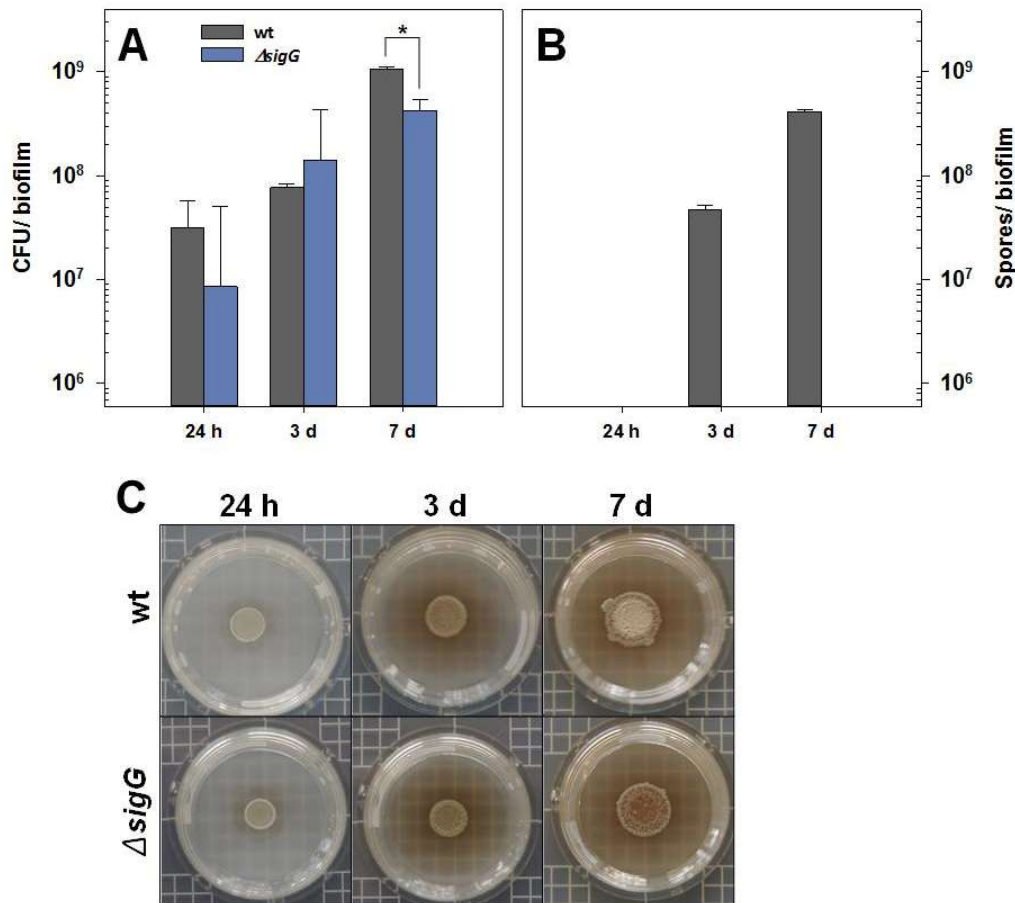 A
wt
ΔsigG
*
CFU/ biofilm
10⁹
10⁸
10⁷
10⁶
24 h
3 d
7 d
B
Spores/ biofilm
10⁹
10⁸
10⁷
10⁶
24 h
3 d
7 d
C
24 h
3 d
7 d
wt
ΔsigG